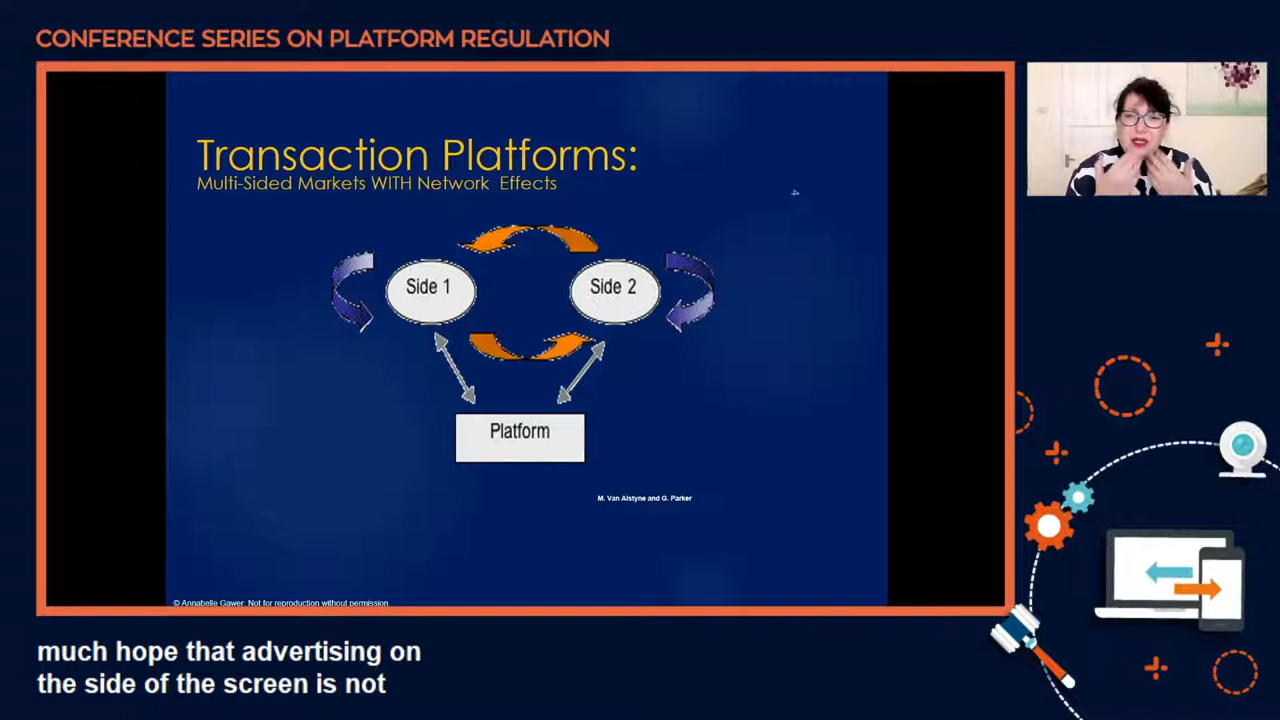 CONFERENCE SERIES ON PLATFORM REGULATION
Transaction Platforms:
Multi-Sided Markets WITH Network Effects
Side 1
Side 2
Platform
M. Van Alstyne and G. Parker
© Annabelle Gawer. Not for reproduction without permission
much hope that advertising on
the side of the screen is not